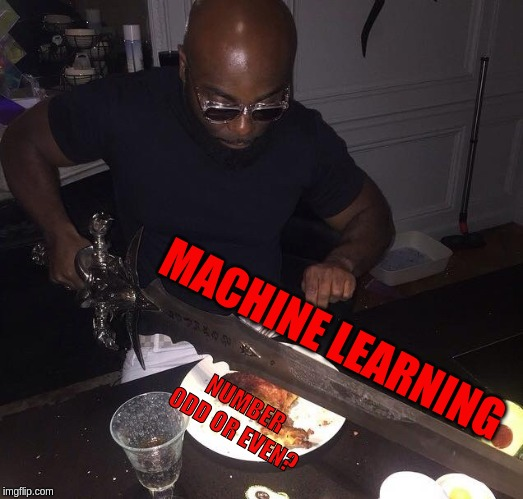 MACHINE LEARNING
NUMBER
ODD OR EVEN?
imgflip.com